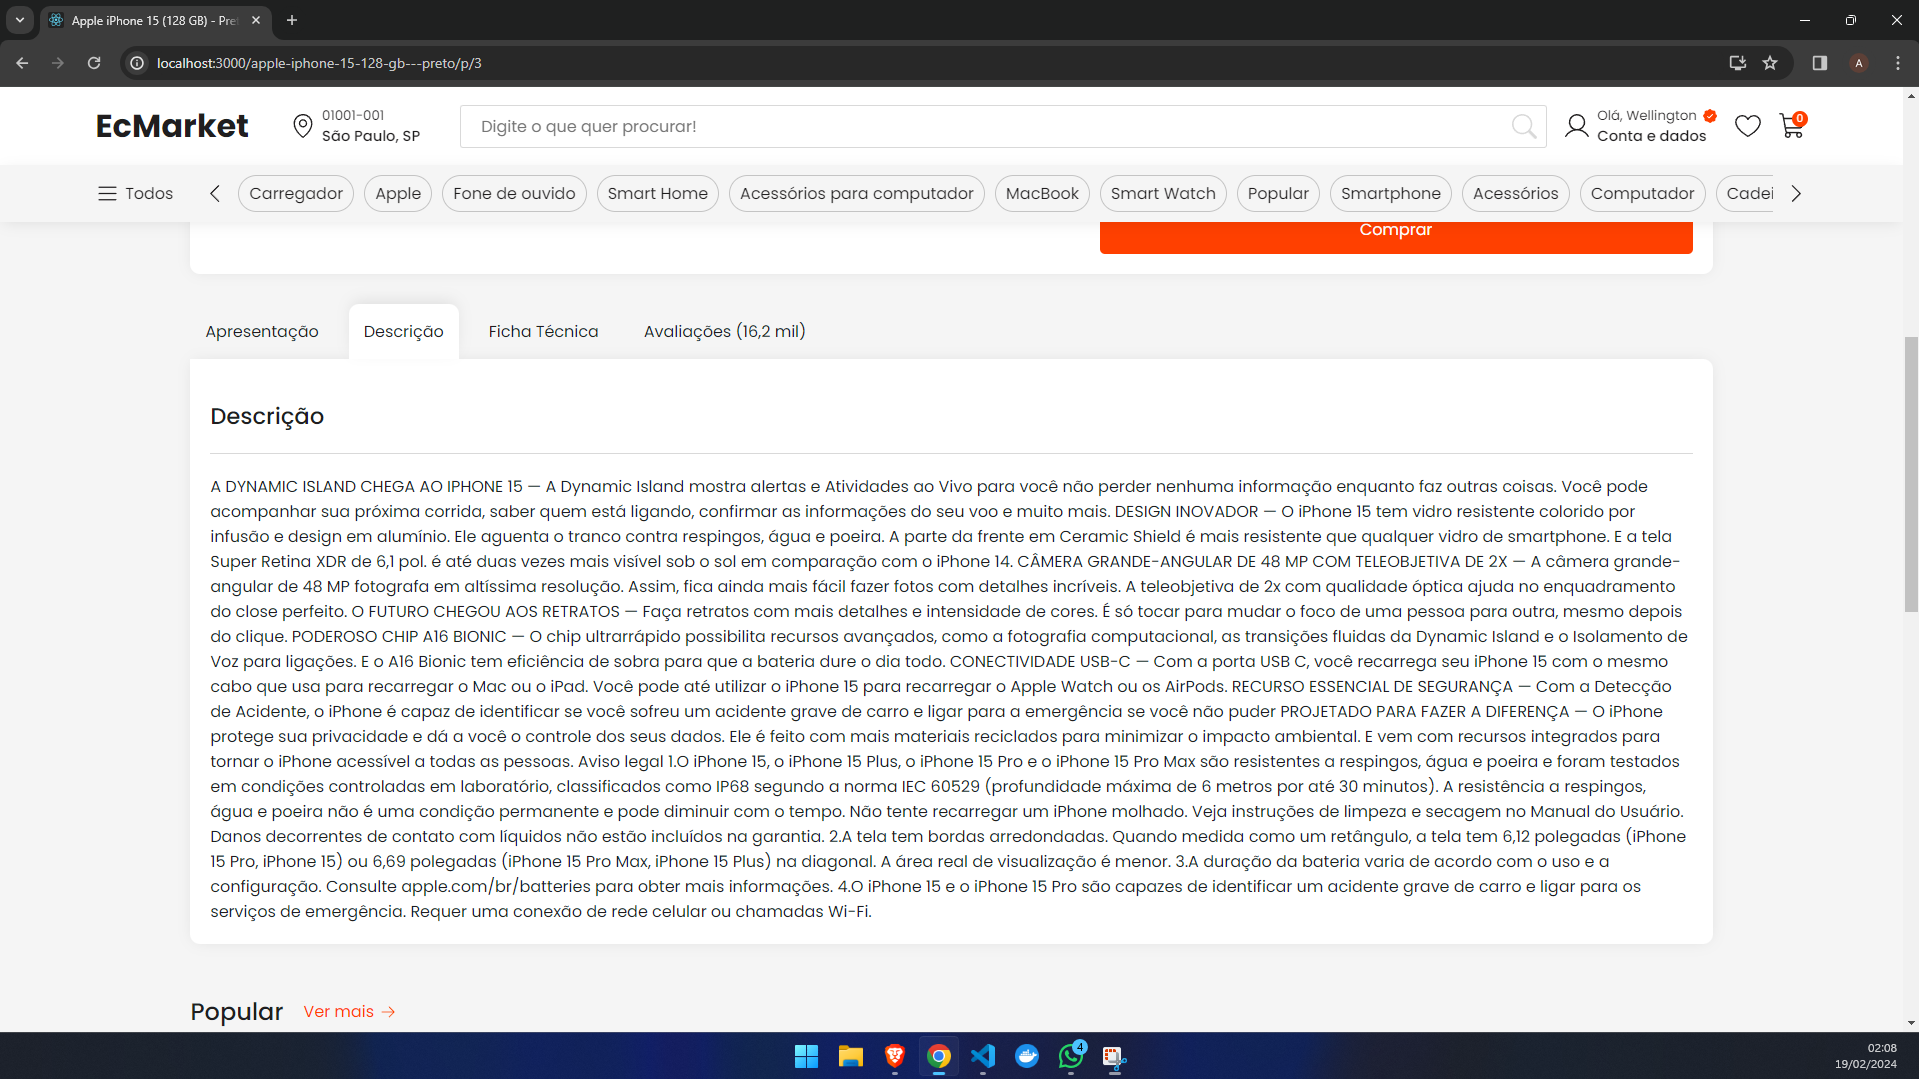 Apple iPhone 15 (128 GB) - Pre
localhost:3000/apple-iphone-15-128-gb---preto/p/3
A
EcMarket
01001-001
São Paulo, SP
Digite o que quer procurar!
Olá, Wellington
Conta e dados
0
Todos
Carregador
Apple
Fone de ouvido
Smart Home
Acessórios para computador
MacBook
Smart Watch
Popular
Smartphone
Acessórios
Computador
Cadei
Comprar
Apresentação
Descrição
Ficha Técnica
Avaliações (16,2 mil)
Descrição
A DYNAMIC ISLAND CHEGA AO IPHONE 15 — A Dynamic Island mostra alertas e Atividades ao Vivo para você não perder nenhuma informação enquanto faz outras coisas. Você pode
acompanhar sua próxima corrida, saber quem está ligando, confirmar as informações do seu voo e muito mais. DESIGN INOVADOR — O iPhone 15 tem vidro resistente colorido por
infusão e design em alumínio. Ele aguenta o tranco contra respingos, água e poeira. A parte da frente em Ceramic Shield é mais resistente que qualquer vidro de smartphone. E a tela
Super Retina XDR de 6,1 pol. é até duas vezes mais visível sob o sol em comparação com o iPhone 14. CÂMERA GRANDE-ANGULAR DE 48 MP COM TELEOBJETIVA DE 2X — A câmera grande-
angular de 48 MP fotografa em altíssima resolução. Assim, fica ainda mais fácil fazer fotos com detalhes incríveis. A teleobjetiva de 2x com qualidade óptica ajuda no enquadramento
do close perfeito. O FUTURO CHEGOU AOS RETRATOS — Faça retratos com mais detalhes e intensidade de cores. É só tocar para mudar o foco de uma pessoa para outra, mesmo depois
do clique. PODEROSO CHIP A16 BIONIC — O chip ultrarrápido possibilita recursos avançados, como a fotografia computacional, as transições fluidas da Dynamic Island e o Isolamento de
Voz para ligações. E o A16 Bionic tem eficiência de sobra para que a bateria dure o dia todo. CONECTIVIDADE USB-C — Com a porta USB C, você recarrega seu iPhone 15 com o mesmo
cabo que usa para recarregar o Mac ou o iPad. Você pode até utilizar o iPhone 15 para recarregar o Apple Watch ou os AirPods. RECURSO ESSENCIAL DE SEGURANÇA — Com a Detecção
de Acidente, o iPhone é capaz de identificar se você sofreu um acidente grave de carro e ligar para a emergência se você não puder PROJETADO PARA FAZER A DIFERENÇA — O iPhone
protege sua privacidade e dá a você o controle dos seus dados. Ele é feito com mais materiais reciclados para minimizar o impacto ambiental. E vem com recursos integrados para
tornar o iPhone acessível a todas as pessoas. Aviso legal 1.O iPhone 15, o iPhone 15 Plus, o iPhone 15 Pro e o iPhone 15 Pro Max são resistentes a respingos, água e poeira e foram testados
em condições controladas em laboratório, classificados como IP68 segundo a norma IEC 60529 (profundidade máxima de 6 metros por até 30 minutos). A resistência a respingos,
água e poeira não é uma condição permanente e pode diminuir com o tempo. Não tente recarregar um iPhone molhado. Veja instruções de limpeza e secagem no Manual do Usuário.
Danos decorrentes de contato com líquidos não estão incluídos na garantia. 2.A tela tem bordas arredondadas. Quando medida como um retângulo, a tela tem 6,12 polegadas (iPhone
15 Pro, iPhone 15) ou 6,69 polegadas (iPhone 15 Pro Max, iPhone 15 Plus) na diagonal. A área real de visualização é menor. 3.A duração da bateria varia de acordo com o uso e a
configuração. Consulte apple.com/br/batteries para obter mais informações. 4.O iPhone 15 e o iPhone 15 Pro são capazes de identificar um acidente grave de carro e ligar para os
serviços de emergência. Requer uma conexão de rede celular ou chamadas Wi-Fi.
Popular
Ver mais
4
02:08
19/02/2024